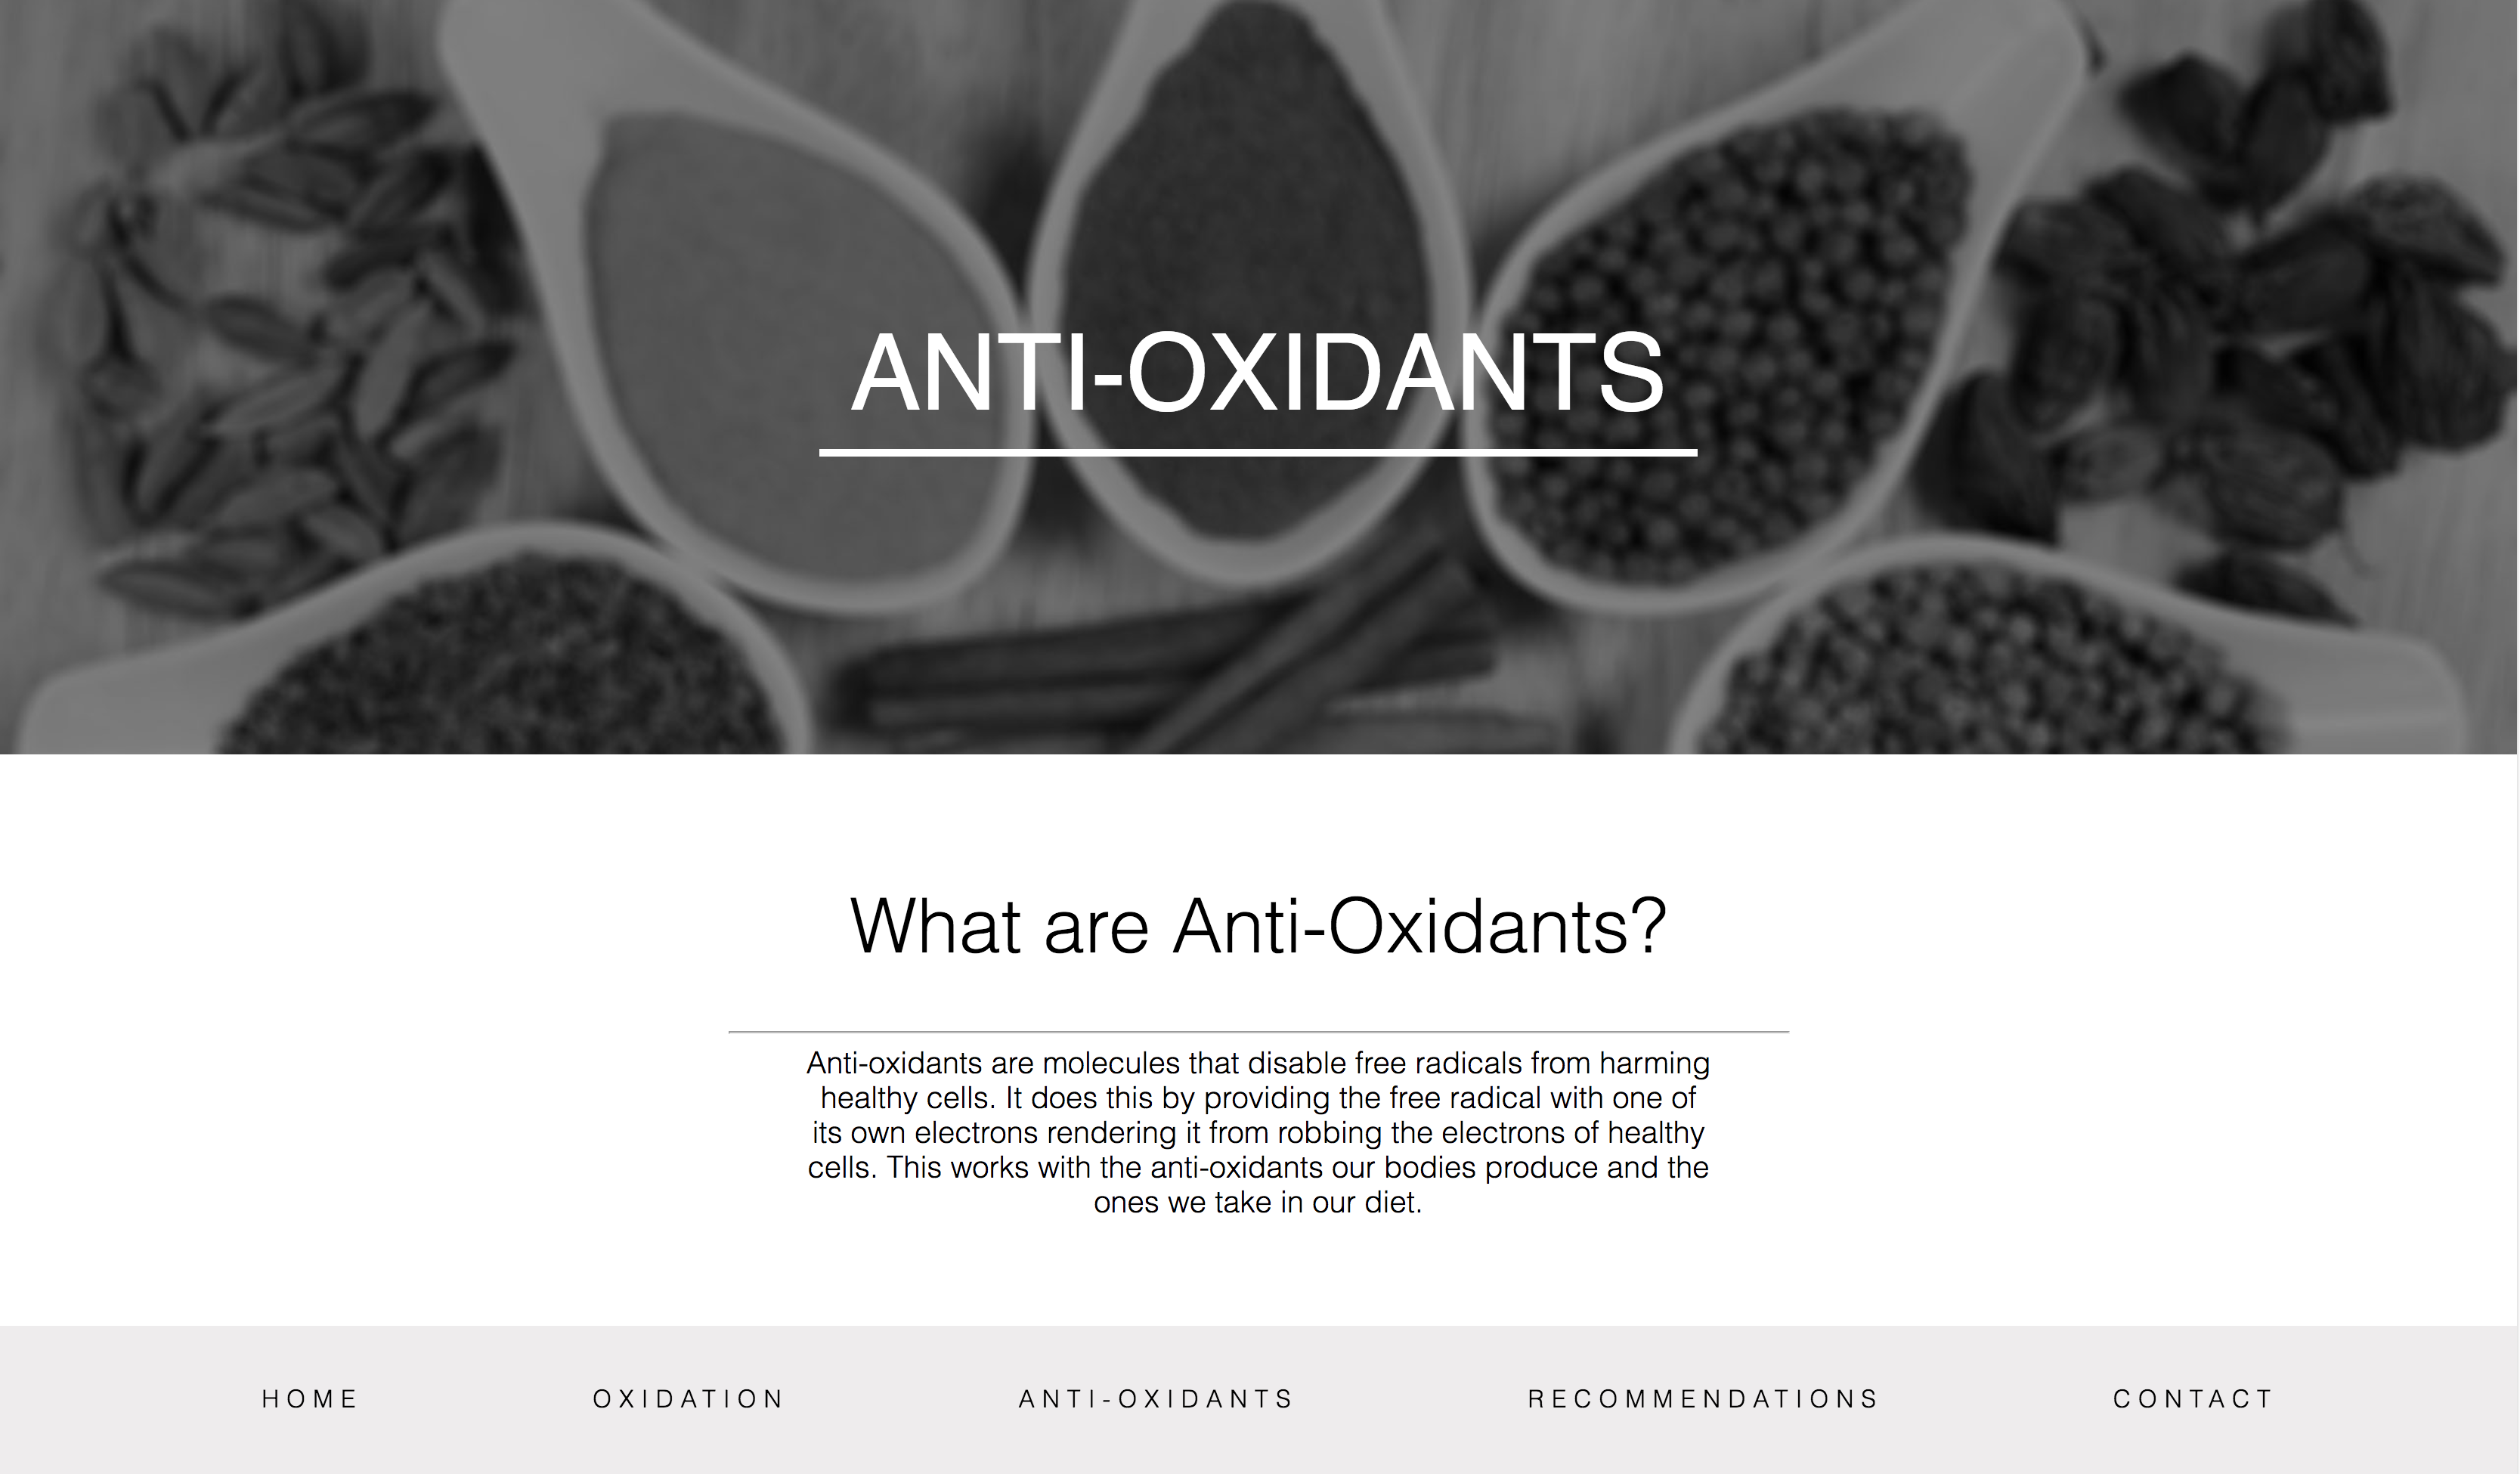 ANTI-OXIDANTS
What are Anti-Oxidants?
Anti-oxidants are molecules that disable free radicals from harming
healthy cells. It does this by providing the free radical with one of
its own electrons rendering it from robbing the electrons of healthy
cells. This works with the anti-oxidants our bodies produce and the
ones we take in our diet.
HOME OXIDATION ANTI-OXIDANTS RECOMMENDATIONS CONTACT